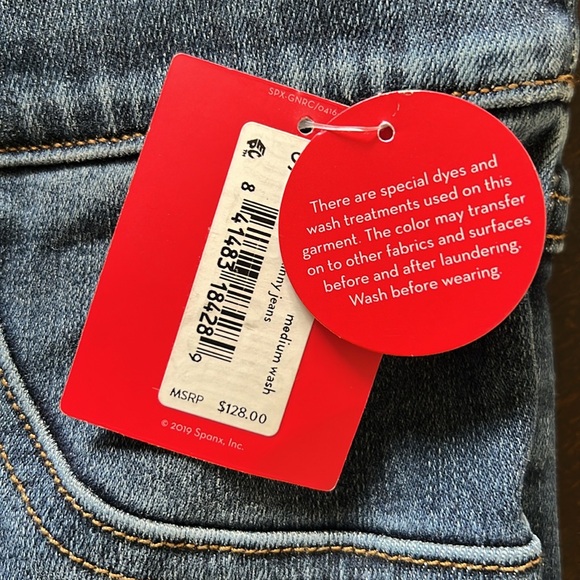 SPX-GNRC/0416
There are special dyes and
wash treatments used on this
garment. The color may transfer
on to other fabrics and surfaces
before and after laundering.
Wash before wearing.
8 41483 18428 9
jeans
medium wash
MSRP $128.00
© 2019 Spanx, Inc.